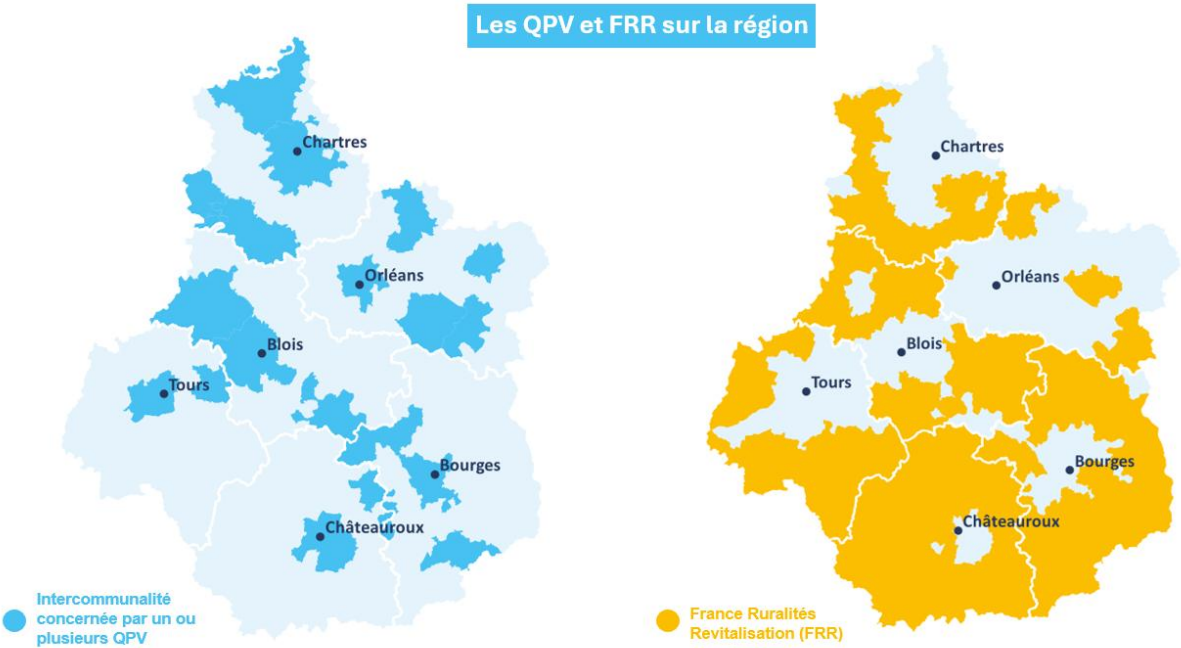 Les QPV et FRR sur la région
Chartres
Orléans
Blois
Tours
Bourges
Châteauroux
Intercommunalité
concernée par un ou
plusieurs QPV
Chartres
Orléans
Blois
Tours
Bourges
Châteauroux
France Ruralités
Revitalisation (FRR)